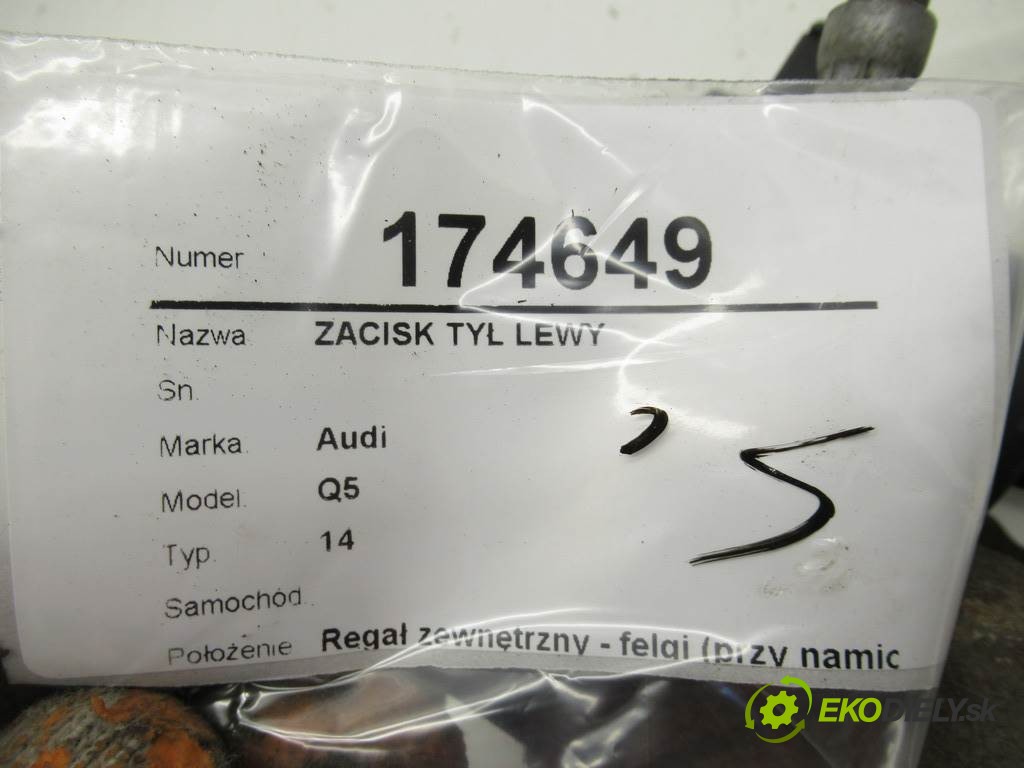 Numer 174649
Nazwa ZACISK TYŁ LEWY
Sn.
Marka. Audi
Model. Q5
Typ. 14
Samochód.
Położenie Regał zewnętrzny - felgi (przy namic
'5
EKODIELY.sk